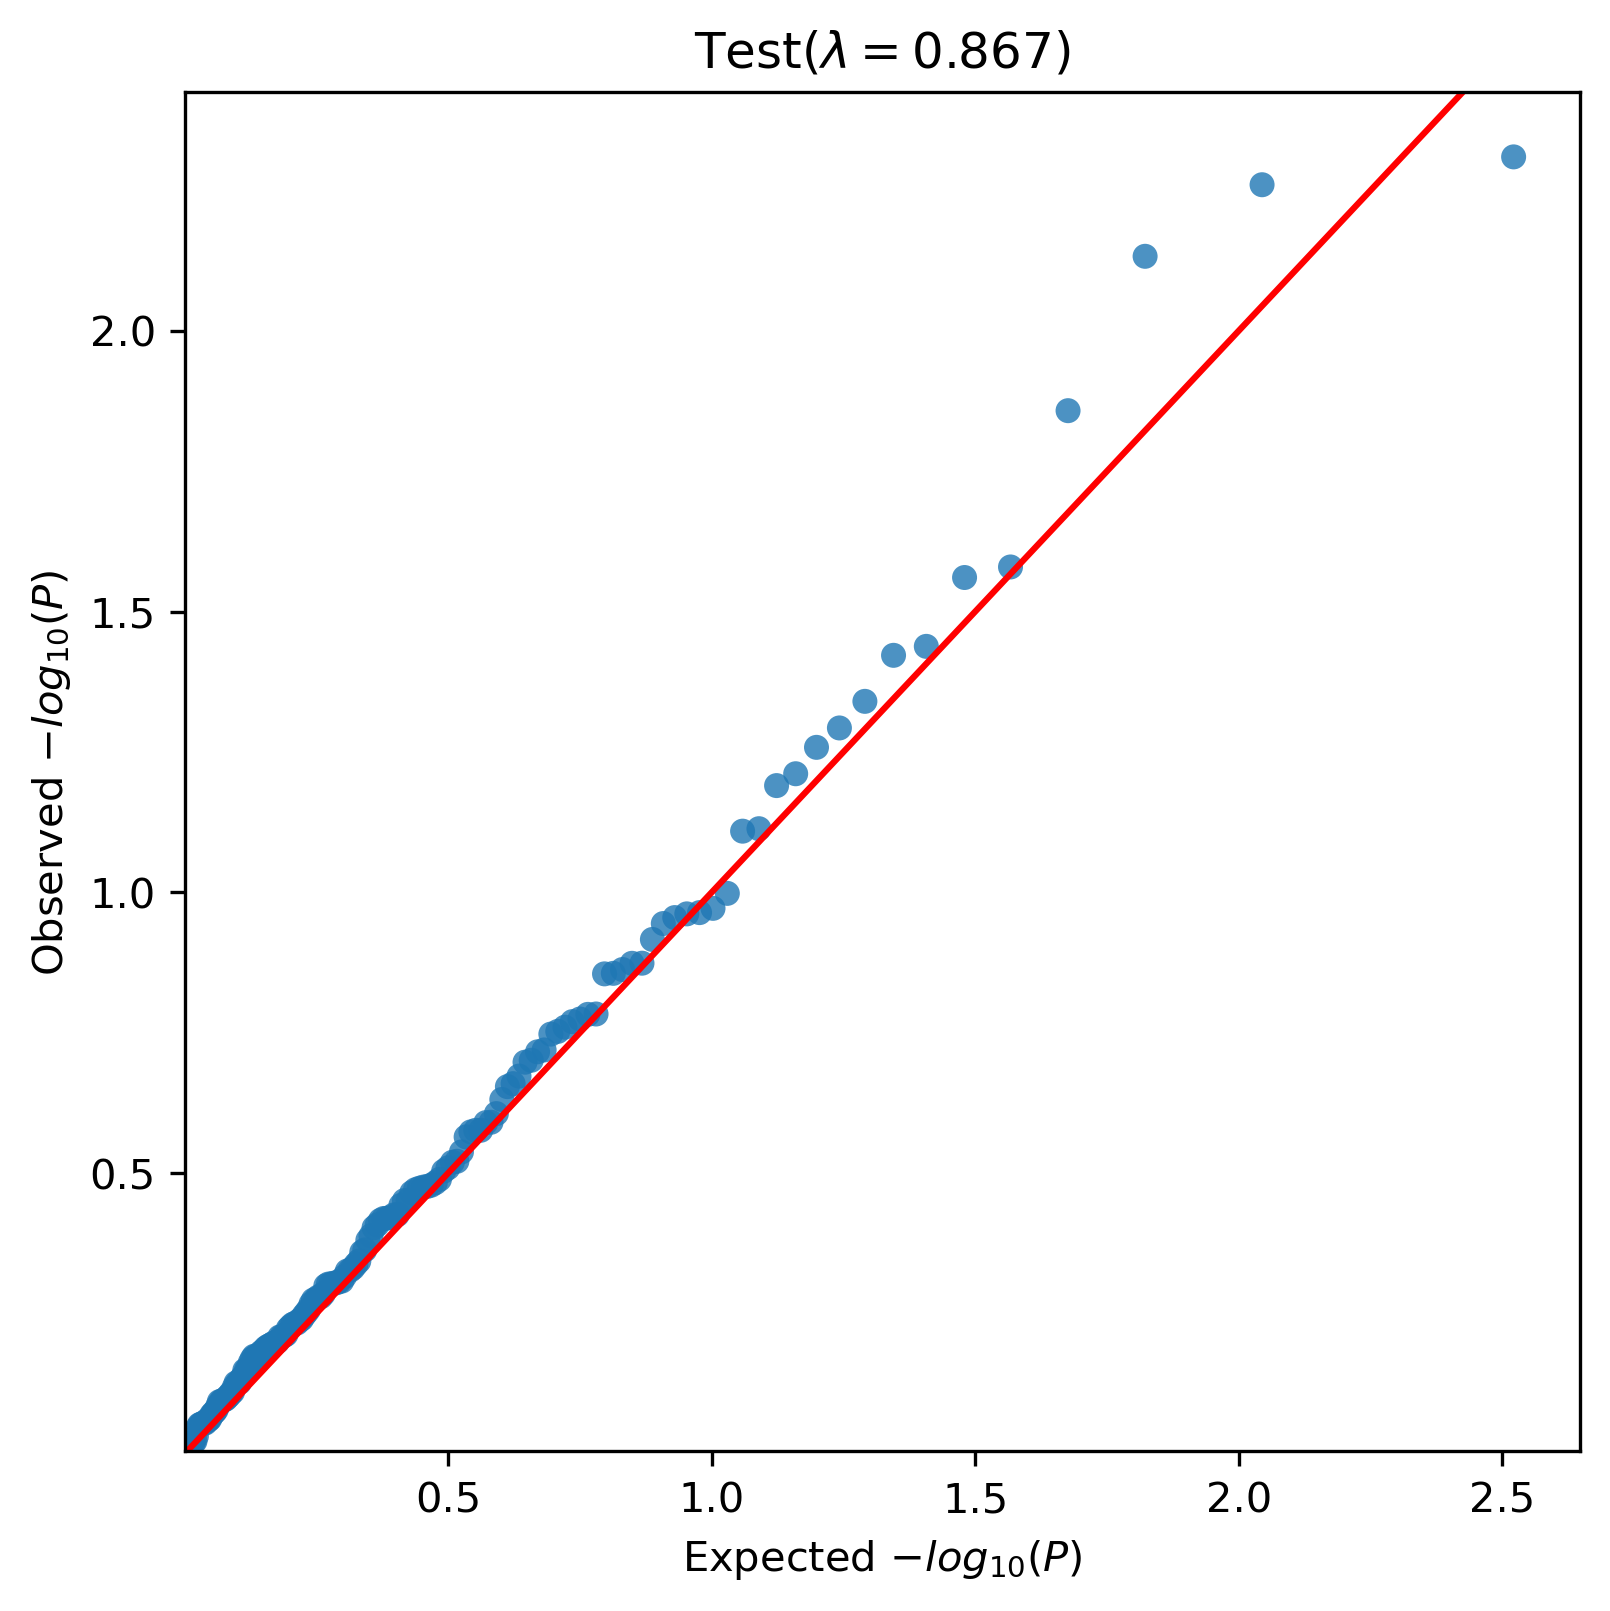 Test(λ = 0.867)
Observed −log₁₀(P)
2.0
1.5
1.0
0.5
0.5 1.0 1.5 2.0 2.5
Expected −log₁₀(P)